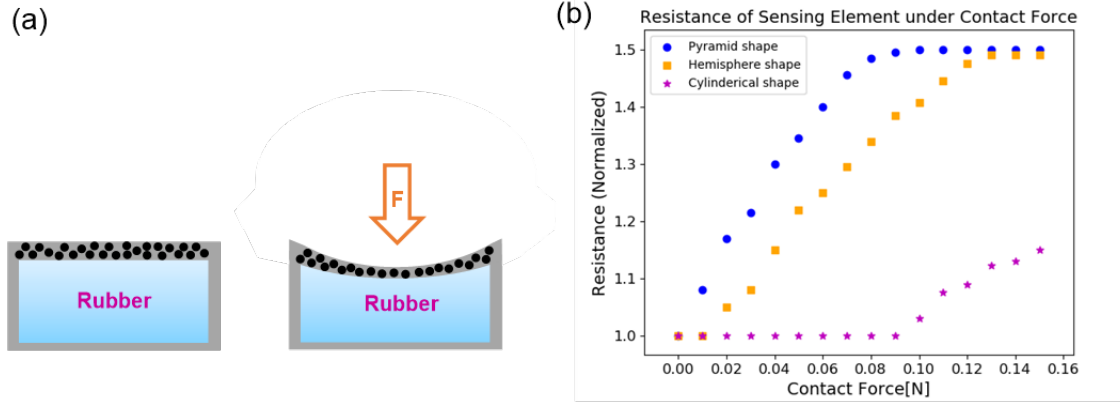 (a)
F
Rubber
Rubber
(b)
Resistance of Sensing Element under Contact Force
Pyramid shape
Hemisphere shape
Cylinderical shape
Resistance (Normalized)
1.5
1.4
1.3
1.2
1.1
1.0
0.00 0.02 0.04 0.06 0.08 0.10 0.12 0.14 0.16
Contact Force[N]